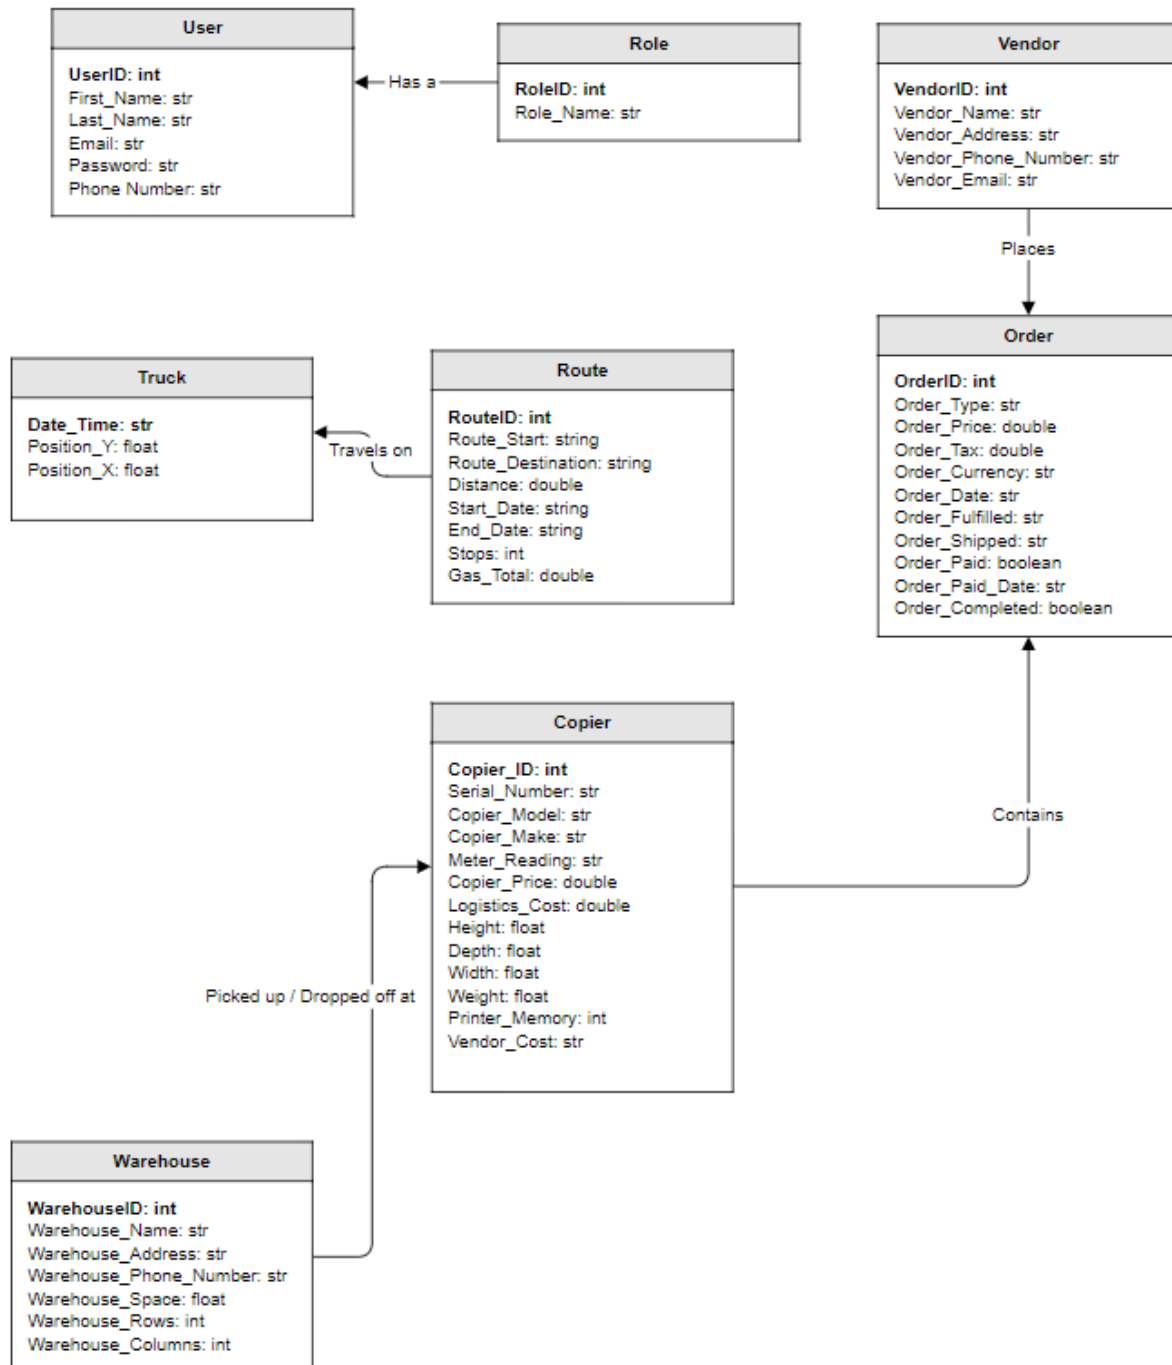 User
UserID: int
First_Name: str
Last_Name: str
Email: str
Password: str
Phone Number: str
Has a
Role
RoleID: int
Role_Name: str
Vendor
VendorID: int
Vendor_Name: str
Vendor_Address: str
Vendor_Phone_Number: str
Vendor_Email: str
Places
Truck
Date_Time: str
Position_Y: float
Position_X: float
Travels on
Route
RouteID: int
Route_Start: string
Route_Destination: string
Distance: double
Start_Date: string
End_Date: string
Stops: int
Gas_Total: double
Order
OrderID: int
Order_Type: str
Order_Price: double
Order_Tax: double
Order_Currency: str
Order_Date: str
Order_Fulfilled: str
Order_Shipped: str
Order_Paid: boolean
Order_Paid_Date: str
Order_Completed: boolean
Copier
Copier_ID: int
Serial_Number: str
Copier_Model: str
Copier_Make: str
Meter_Reading: str
Copier_Price: double
Logistics_Cost: double
Height: float
Depth: float
Width: float
Weight: float
Printer_Memory: int
Vendor_Cost: str
Contains
Picked up / Dropped off at
Warehouse
WarehouseID: int
Warehouse_Name: str
Warehouse_Address: str
Warehouse_Phone_Number: str
Warehouse_Space: float
Warehouse_Rows: int
Warehouse_Columns: int